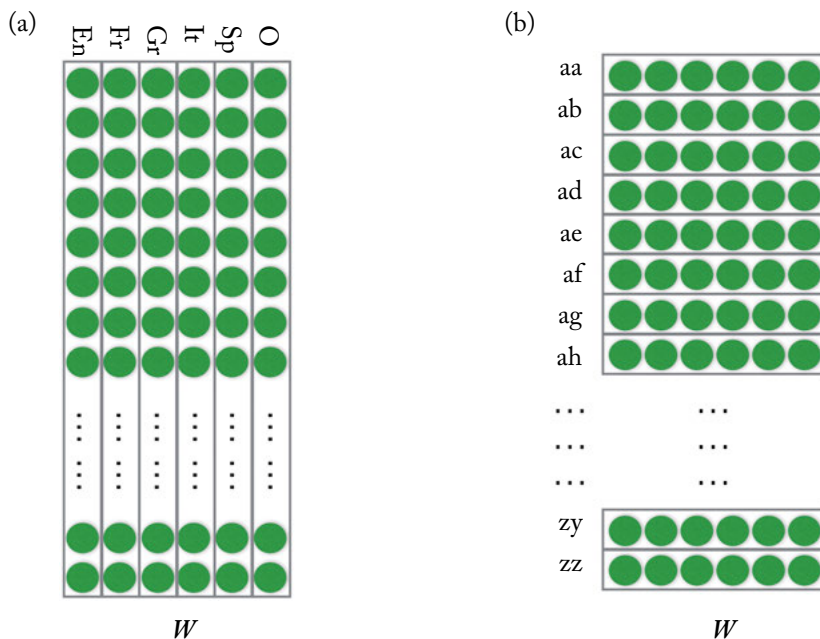 (a)
En Fr Gr It Sp O
W
(b)
aa
ab
ac
ad
ae
af
ag
ah
... ...
... ...
... ...
zy
zz
W